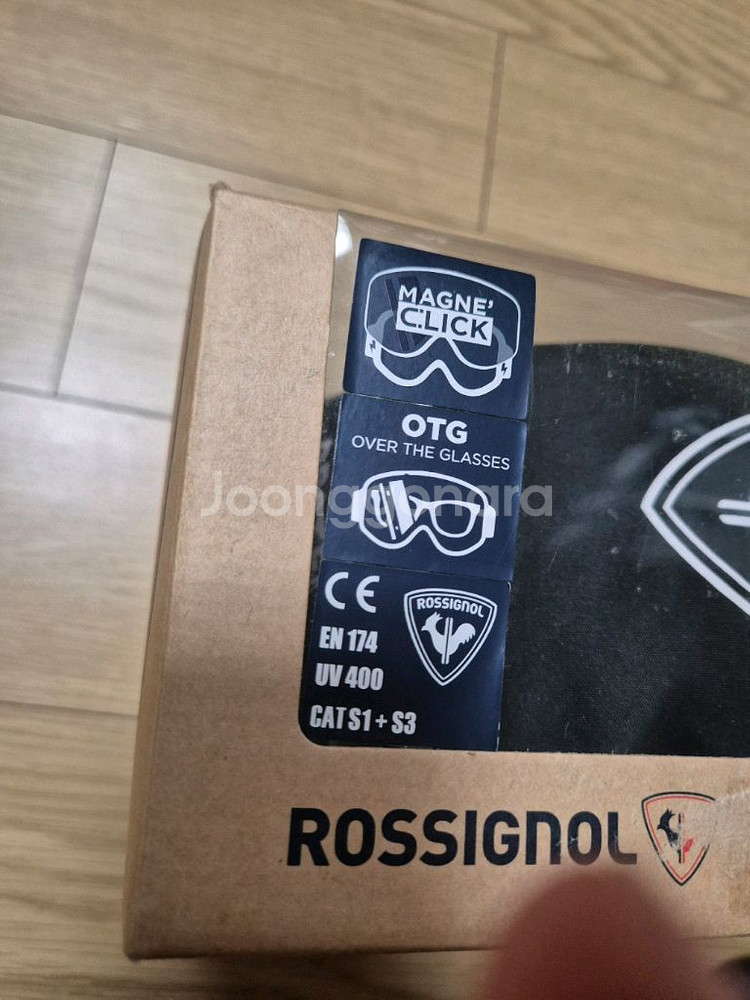 MAGNE'
CLICK
OTG
OVER THE GLASSES
Joonggonara
CE
ROSSIGNOL
EN 174
UV 400
CAT S1 + S3
ROSSIGNOL